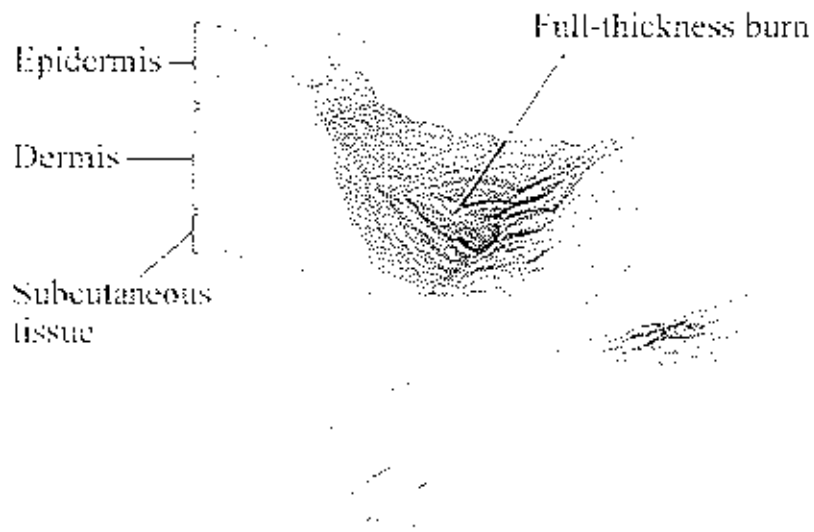 Full-thickness burn
Epidermis
Dermis
Subcutaneous
tissue